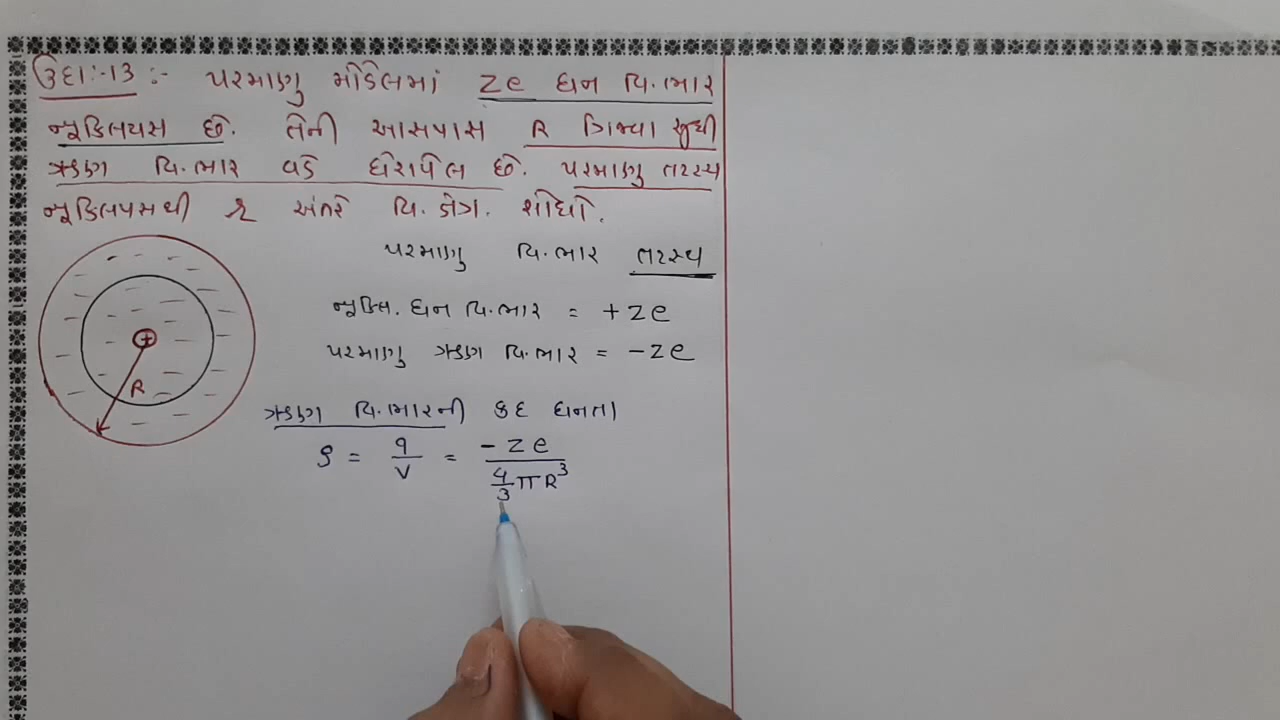 ઉદા:-13 :- પરમાણુ મોડેલમાં ze ધન વિ.ભાર
ન્યૂક્લિયસ છે. તેની આસપાસ R ત્રિજ્યા સુધી
ઋણ વિ.ભાર વડે ઘેરાયેલ છે. પરમાણુ તટસ્થ
ન્યૂક્લિયસથી r અંતરે વિ.ક્ષેત્ર. શોધો.
પરમાણુ વિ.ભાર તટસ્થ
ન્યૂક્લિ. ધન વિ.ભાર = +ze
પરમાણુ ઋણ વિ.ભાર = -ze
+
R
ઋણ વિ.ભારની કદ ઘનતા
ρ = q/V = -ze / (4/3 πR³)